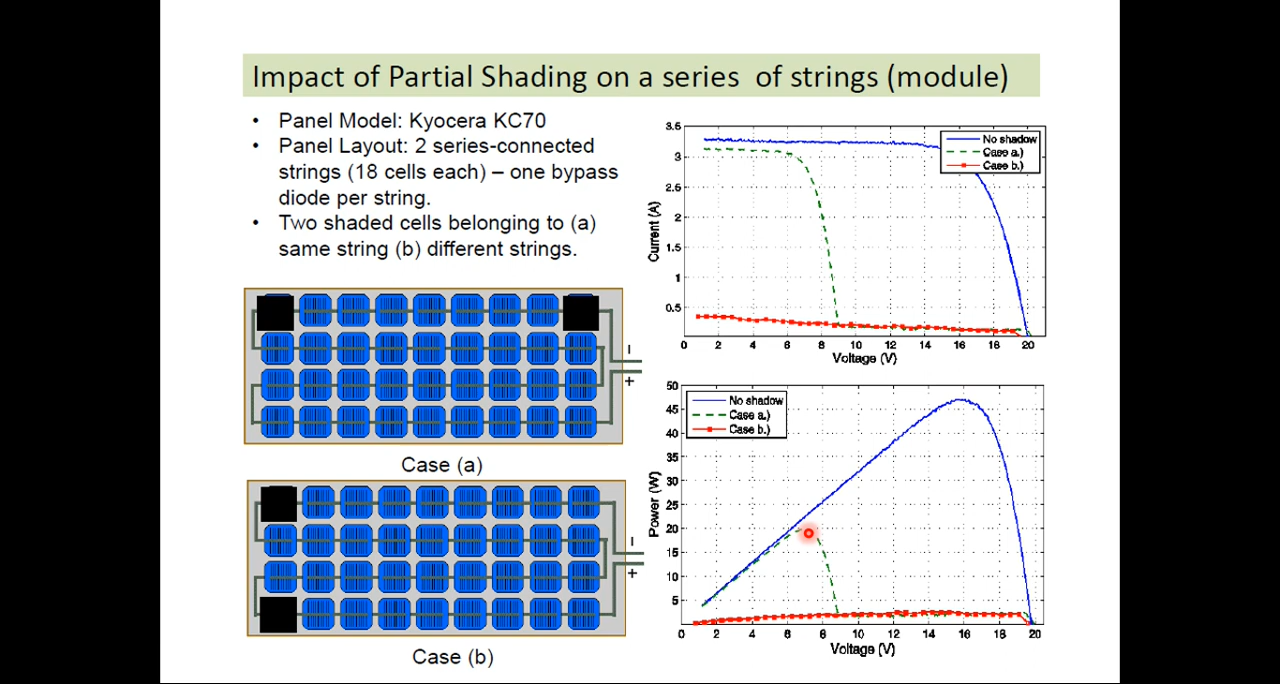 Impact of Partial Shading on a series of strings (module)
• Panel Model: Kyocera KC70
• Panel Layout: 2 series-connected
strings (18 cells each) – one bypass
diode per string.
• Two shaded cells belonging to (a)
same string (b) different strings.
−
+
Case (a)
−
+
Case (b)
3.6
3
2.5
2
1.5
1
0.5
Current (A)
No shadow
Case a.)
Case b.)
0 2 4 6 8 10 12 14 16 18 20
Voltage (V)
50
45
40
35
30
25
20
15
10
5
Power (W)
No shadow
Case a.)
Case b.)
0 2 4 6 8 10 12 14 16 18 20
Voltage (V)